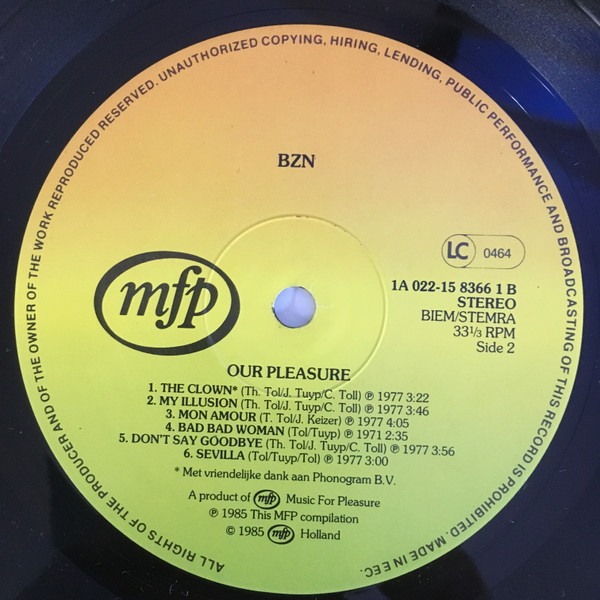 ALL RIGHTS OF THE PRODUCER AND OF THE OWNER OF THE WORK REPRODUCED RESERVED. UNAUTHORIZED COPYING, HIRING, LENDING, PUBLIC PERFORMANCE AND BROADCASTING OF THIS RECORD IS PROHIBITED. MADE IN EEC.
BZN
LC 0464
mfp
1A 022-15 8366 1 B
STEREO
BIEM/STEMRA
33 1/3 RPM
Side 2
OUR PLEASURE
1. THE CLOWN* (Th. Tol/J. Tuyp/C. Toll) ℗ 1977 3:22
2. MY ILLUSION (Th. Tol/J. Tuyp/C. Toll) ℗ 1977 3:46
3. MON AMOUR (T. Tol/J. Keizer) ℗ 1977 4:05
4. BAD BAD WOMAN (Tol/Tuyp) ℗ 1971 2:35
5. DON'T SAY GOODBYE (Th. Tol/J. Tuyp/C. Toll) ℗ 1977 3:56
6. SEVILLA (Tol/Tuyp/Tol) ℗ 1977 3:00
* Met vriendelijke dank aan Phonogram B.V.
A product of mfp Music For Pleasure
℗ 1985 This MFP compilation
© 1985 mfp Holland